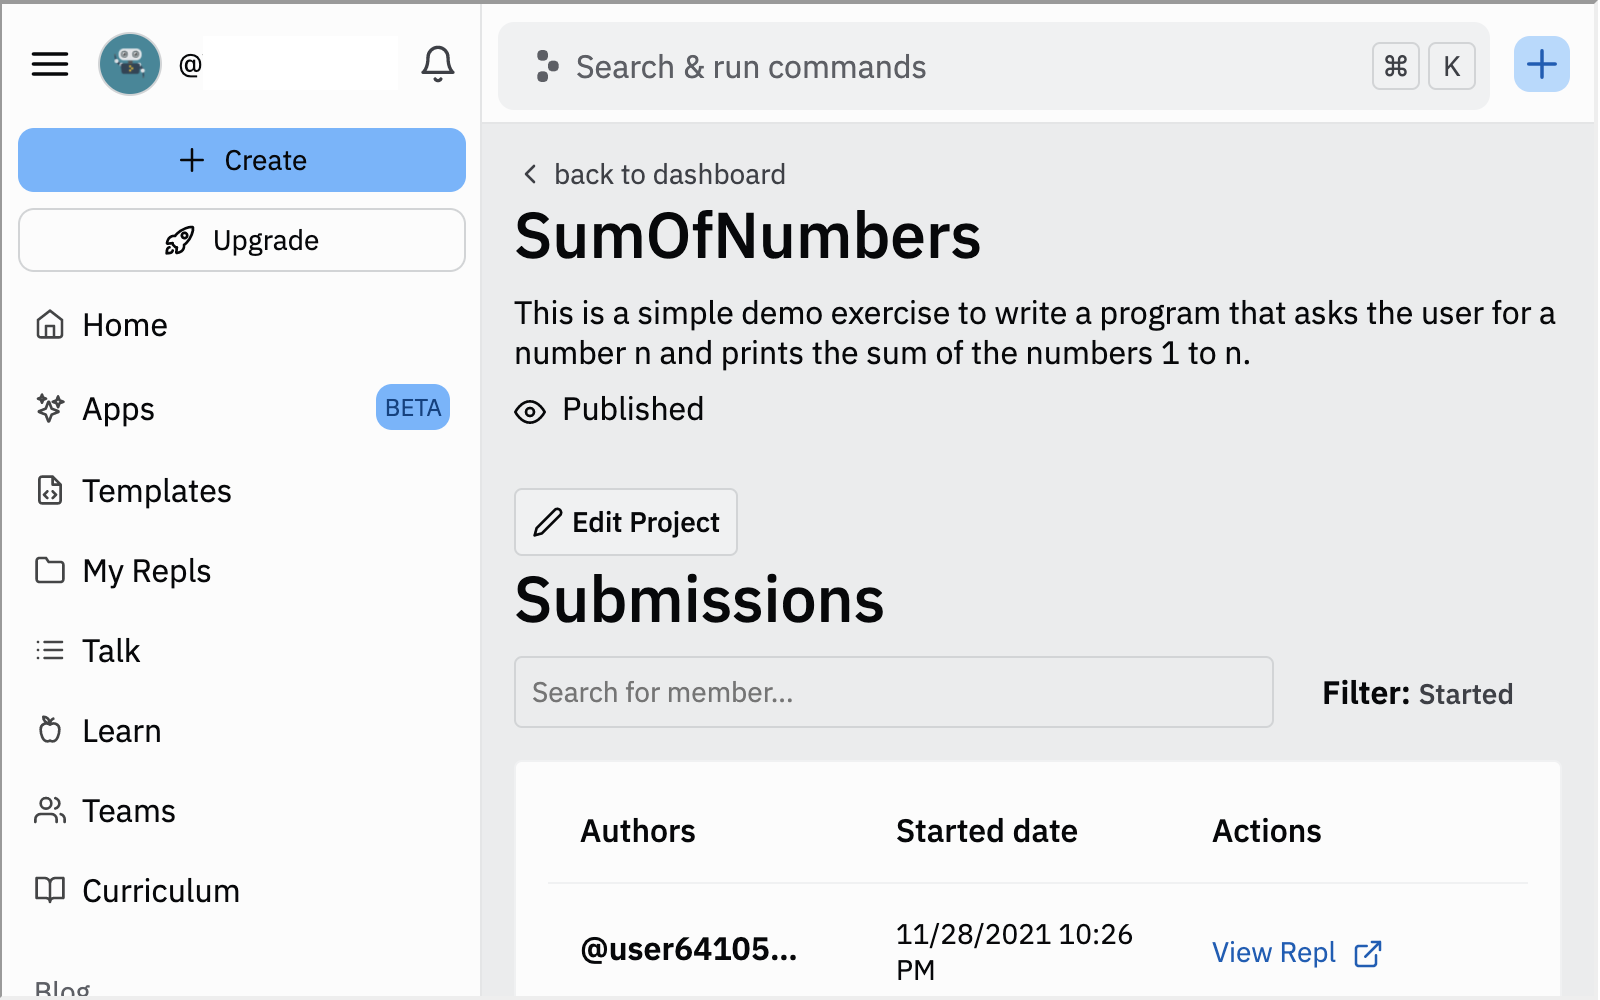 @
Search & run commands
⌘ K
Create
Upgrade
Home
Apps BETA
Templates
My Repls
Talk
Learn
Teams
Curriculum
Blog
back to dashboard
SumOfNumbers
This is a simple demo exercise to write a program that asks the user for a
number n and prints the sum of the numbers 1 to n.
Published
Edit Project
Submissions
Search for member...
Filter: Started
Authors Started date Actions
@user64105... 11/28/2021 10:26 View Repl
PM